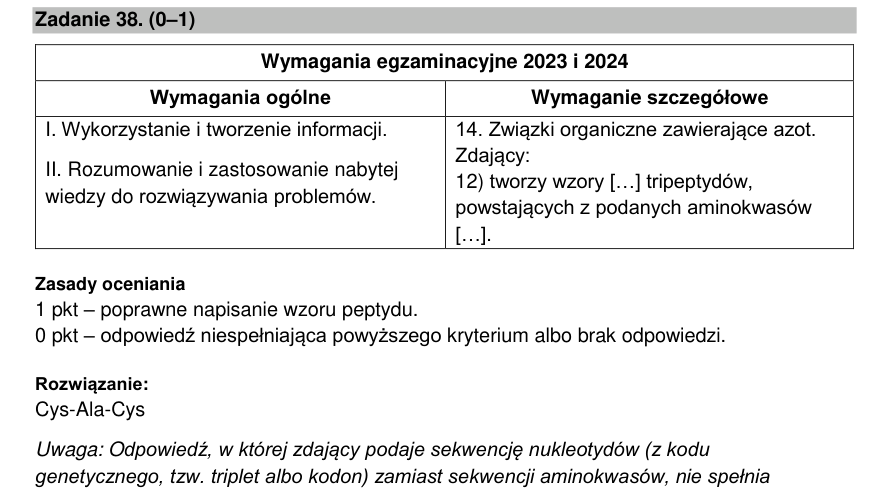 Zadanie 38. (0–1)
Wymagania egzaminacyjne 2023 i 2024
Wymagania ogólne
Wymaganie szczegółowe
I. Wykorzystanie i tworzenie informacji.
II. Rozumowanie i zastosowanie nabytej
wiedzy do rozwiązywania problemów.
14. Związki organiczne zawierające azot.
Zdający:
12) tworzy wzory […] tripeptydów,
powstających z podanych aminokwasów
[…].
Zasady oceniania
1 pkt – poprawne napisanie wzoru peptydu.
0 pkt – odpowiedź niespełniająca powyższego kryterium albo brak odpowiedzi.
Rozwiązanie:
Cys-Ala-Cys
Uwaga: Odpowiedź, w której zdający podaje sekwencję nukleotydów (z kodu
genetycznego, tzw. triplet albo kodon) zamiast sekwencji aminokwasów, nie spełnia